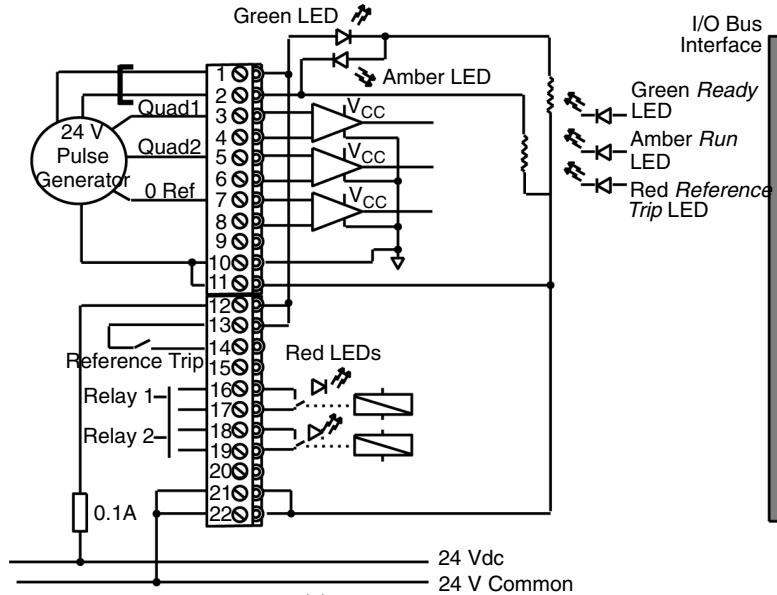 Green LED
Amber LED
I/O Bus
Interface
Green Ready
LED
Amber Run
LED
Red Reference
Trip LED
24 V
Pulse
Generator
Quad1
Quad2
0 Ref
VCC
VCC
VCC
1
2
3
4
5
6
7
8
9
10
11
12
13
14
15
16
17
18
19
20
21
22
Reference Trip
Red LEDs
Relay 1
Relay 2
0.1A
24 Vdc
24 V Common